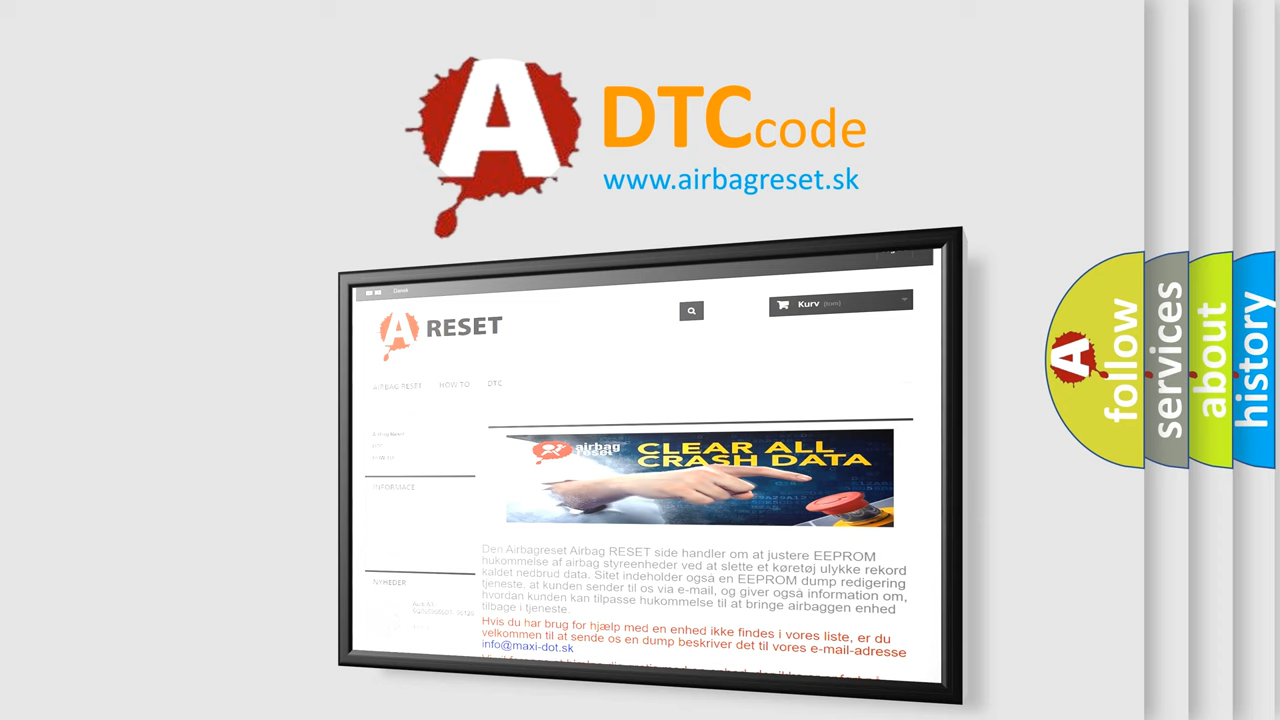 A
DTC code
www.airbagreset.sk
Dansk
A RESET
Kurv (tom)
AIRBAG RESET HOW TO DTC
INFORMACE
NYHEDER
airbag
reset
CLEAR ALL
CRASH DATA
Den Airbagreset Airbag RESET side handler om at justere EEPROM
hukommelse af airbag styreenheder ved at slette et køretøj ulykke rekord
kaldet nedbrud data. Sitet indeholder også en EEPROM dump redigering
tjeneste, at kunden sender til os via e-mail, og giver også information om,
hvordan kunden kan tilpasse hukommelse til at bringe airbaggen enhed
tilbage i tjeneste.
Hvis du har brug for hjælp med en enhed ikke findes i vores liste, er du
velkommen til at sende os en dump beskriver det til vores e-mail-adresse
info@maxi-dot.sk
A
follow
services
about
history